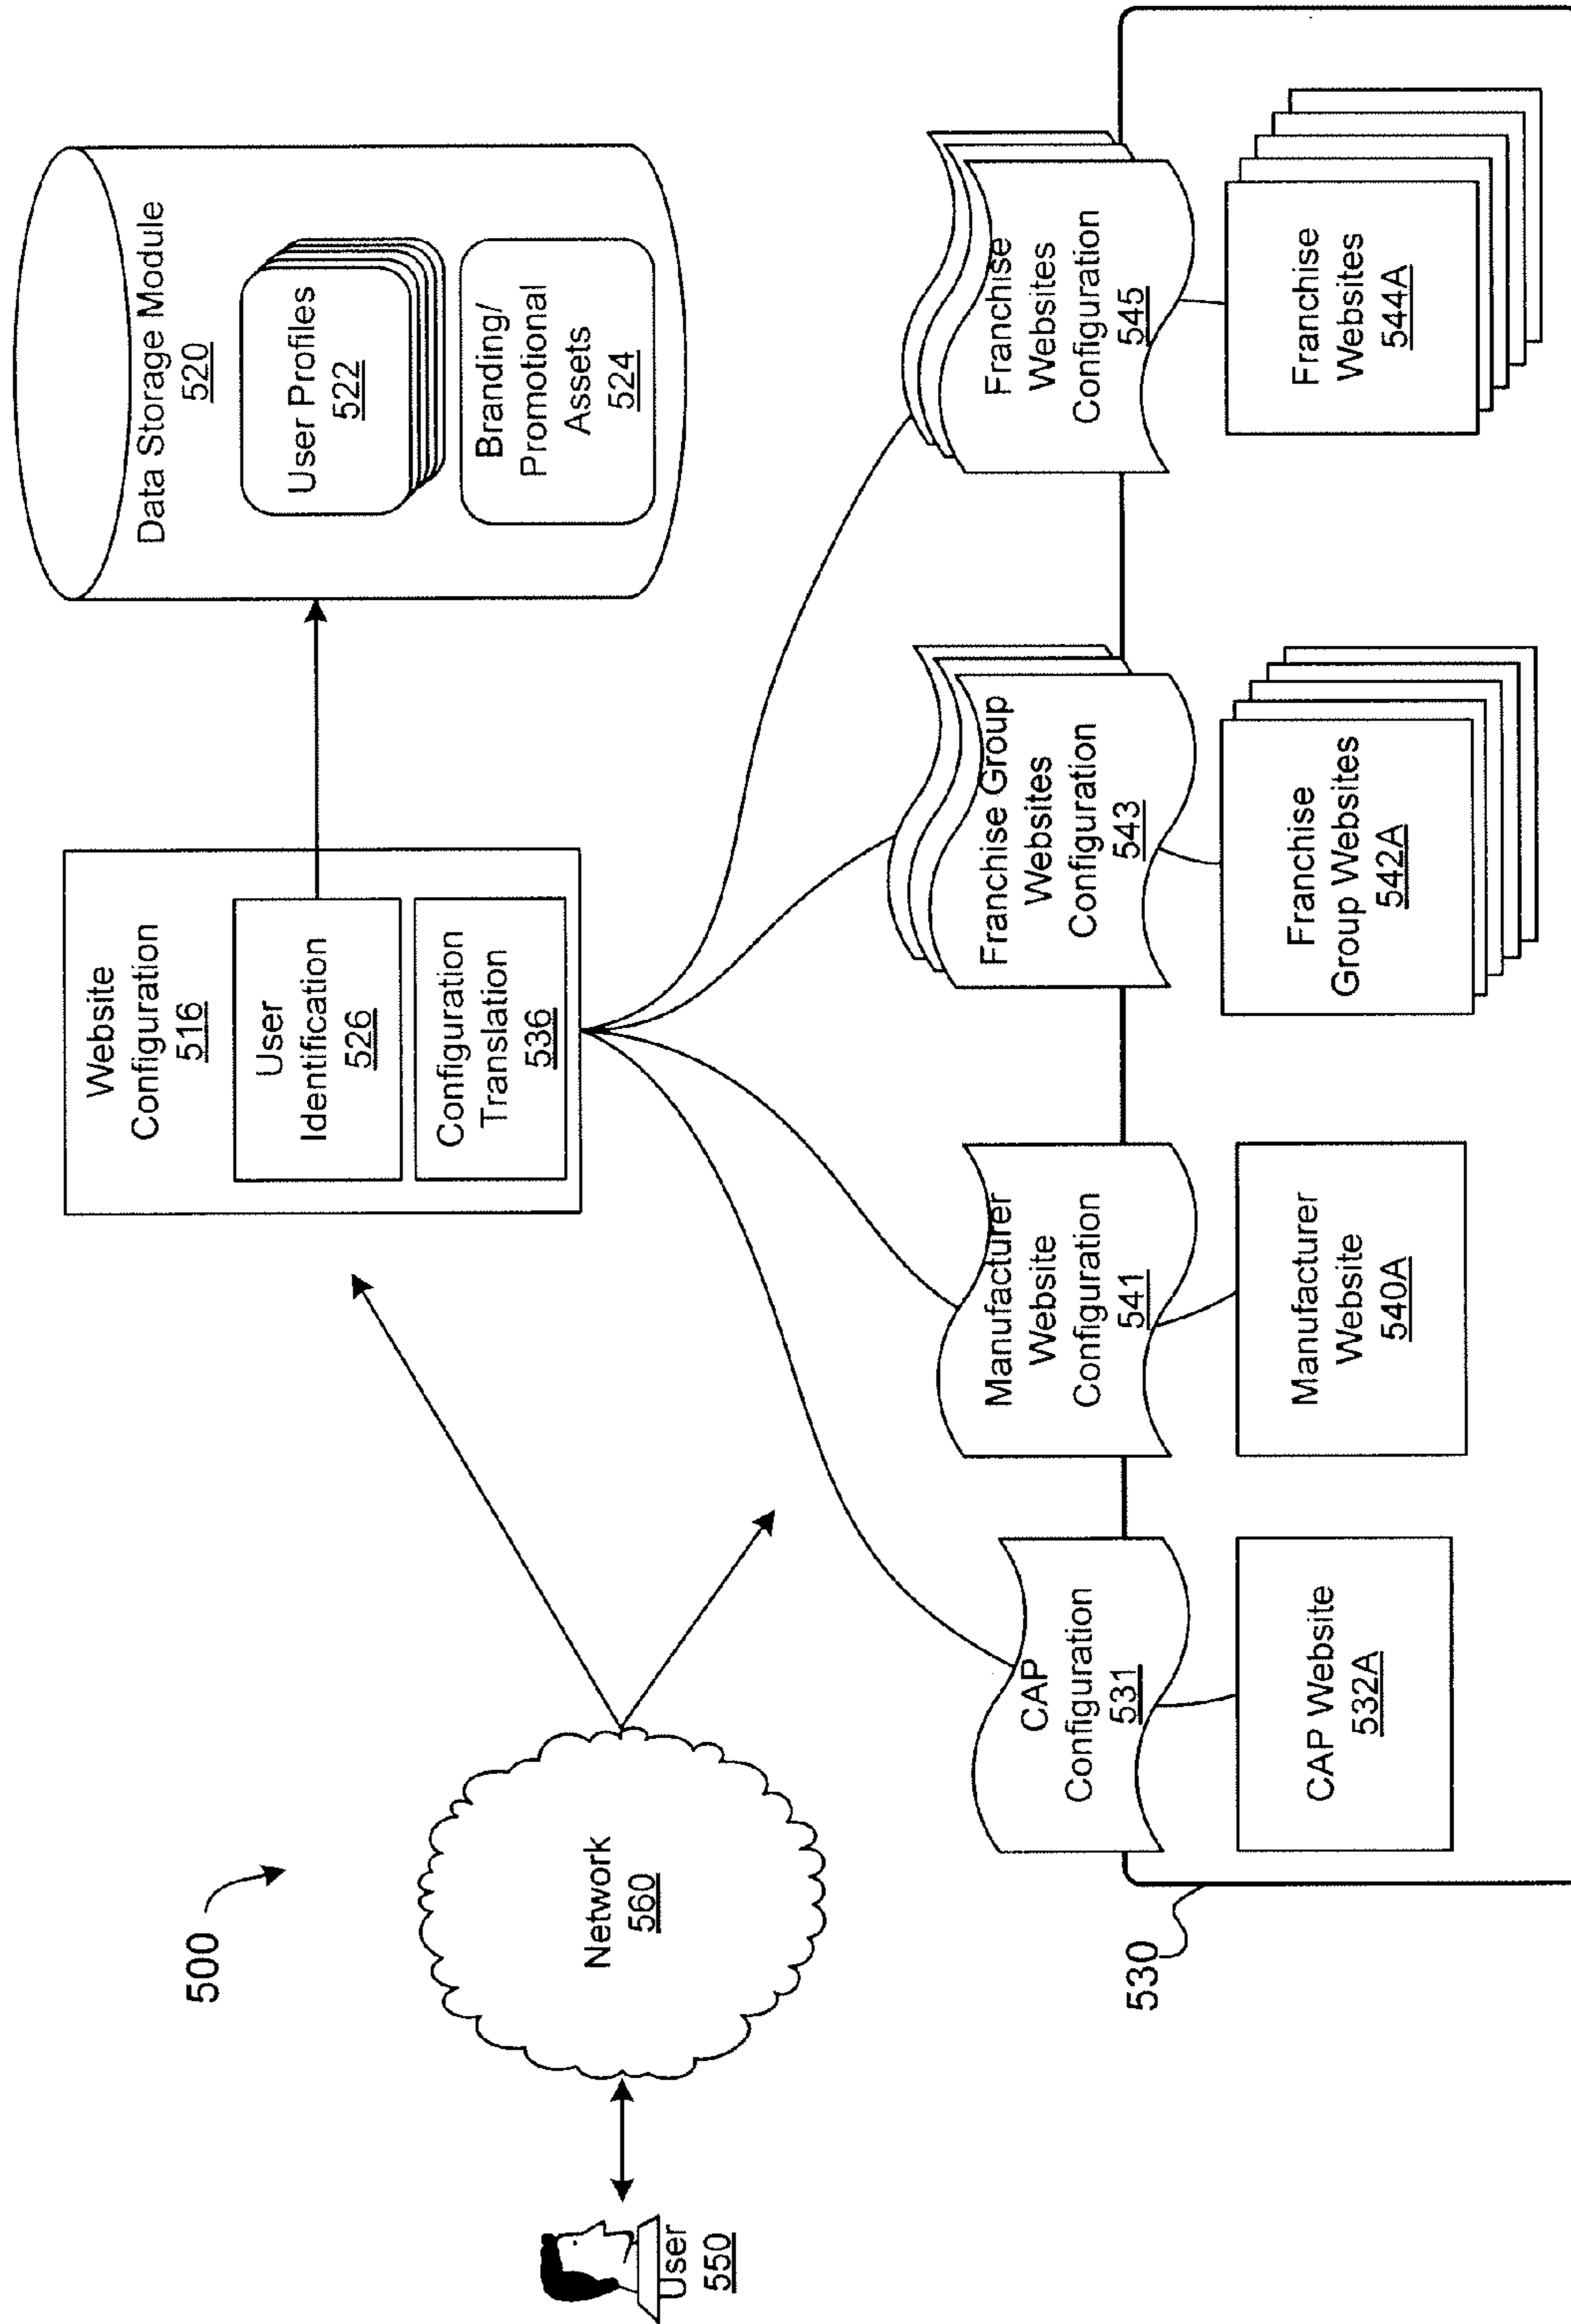 500
User
550
Network
560
Website
Configuration
516
User
Identification
526
Configuration
Translation
536
Data Storage Module
520
User Profiles
522
Branding/
Promotional
Assets
524
530
CAP
Configuration
531
CAP Website
532A
Manufacturer
Website
Configuration
541
Manufacturer
Website
540A
Franchise Group
Websites
Configuration
543
Franchise
Group Websites
542A
Franchise
Websites
Configuration
545
Franchise
Websites
544A